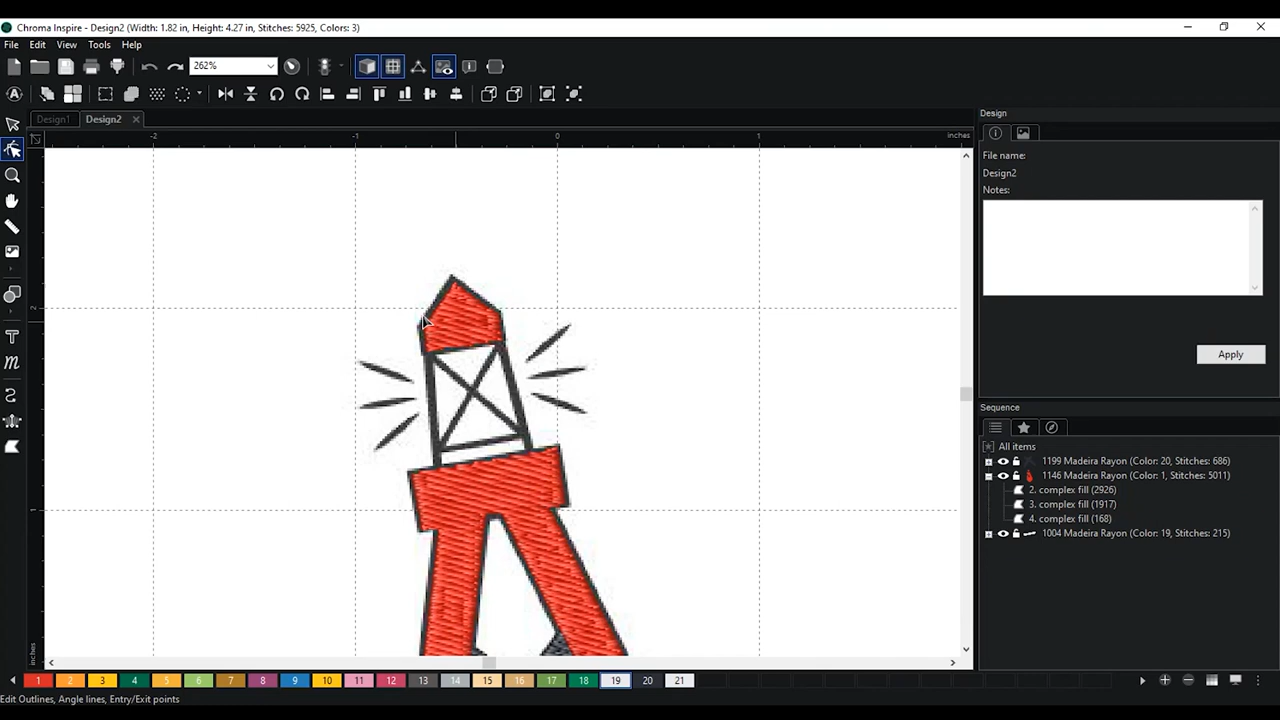 Chroma Inspire - Design2 (Width: 1.82 in, Height: 4.27 in, Stitches: 5925, Colors: 3)
File Edit View Tools Help
262%
Design1 Design2
-2 -1 0 1 inches
2
1
inches
Design
File name:
Design2
Notes:
Apply
Sequence
All items
1199 Madeira Rayon (Color: 20, Stitches: 686)
1146 Madeira Rayon (Color: 1, Stitches: 5011)
2. complex fill (2926)
3. complex fill (1917)
4. complex fill (168)
1004 Madeira Rayon (Color: 19, Stitches: 215)
1 2 3 4 5 6 7 8 9 10 11 12 13 14 15 16 17 18 19 20 21
Edit Outlines, Angle lines, Entry/Exit points